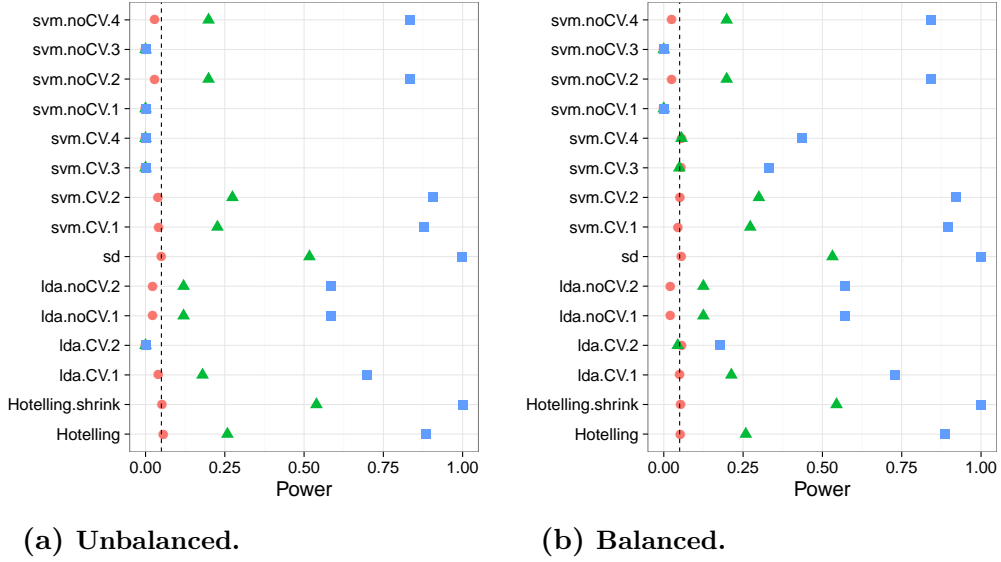 svm.noCV.4
svm.noCV.3
svm.noCV.2
svm.noCV.1
svm.CV.4
svm.CV.3
svm.CV.2
svm.CV.1
sd
lda.noCV.2
lda.noCV.1
lda.CV.2
lda.CV.1
Hotelling.shrink
Hotelling
0.00 0.25 0.50 0.75 1.00
Power
(a) Unbalanced.
svm.noCV.4
svm.noCV.3
svm.noCV.2
svm.noCV.1
svm.CV.4
svm.CV.3
svm.CV.2
svm.CV.1
sd
lda.noCV.2
lda.noCV.1
lda.CV.2
lda.CV.1
Hotelling.shrink
Hotelling
0.00 0.25 0.50 0.75 1.00
Power
(b) Balanced.